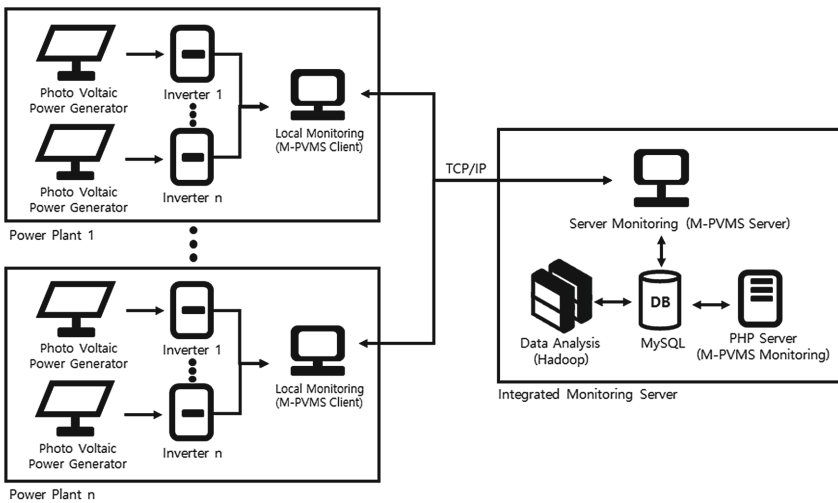 Photo Voltaic
Power Generator
Inverter 1
Photo Voltaic
Power Generator
Inverter n
Local Monitoring
(M-PVMS Client)
Power Plant 1
TCP/IP
Server Monitoring (M-PVMS Server)
DB
Data Analysis
(Hadoop)
MySQL
PHP Server
(M-PVMS Monitoring)
Integrated Monitoring Server
Photo Voltaic
Power Generator
Inverter 1
Photo Voltaic
Power Generator
Inverter n
Local Monitoring
(M-PVMS Client)
Power Plant n